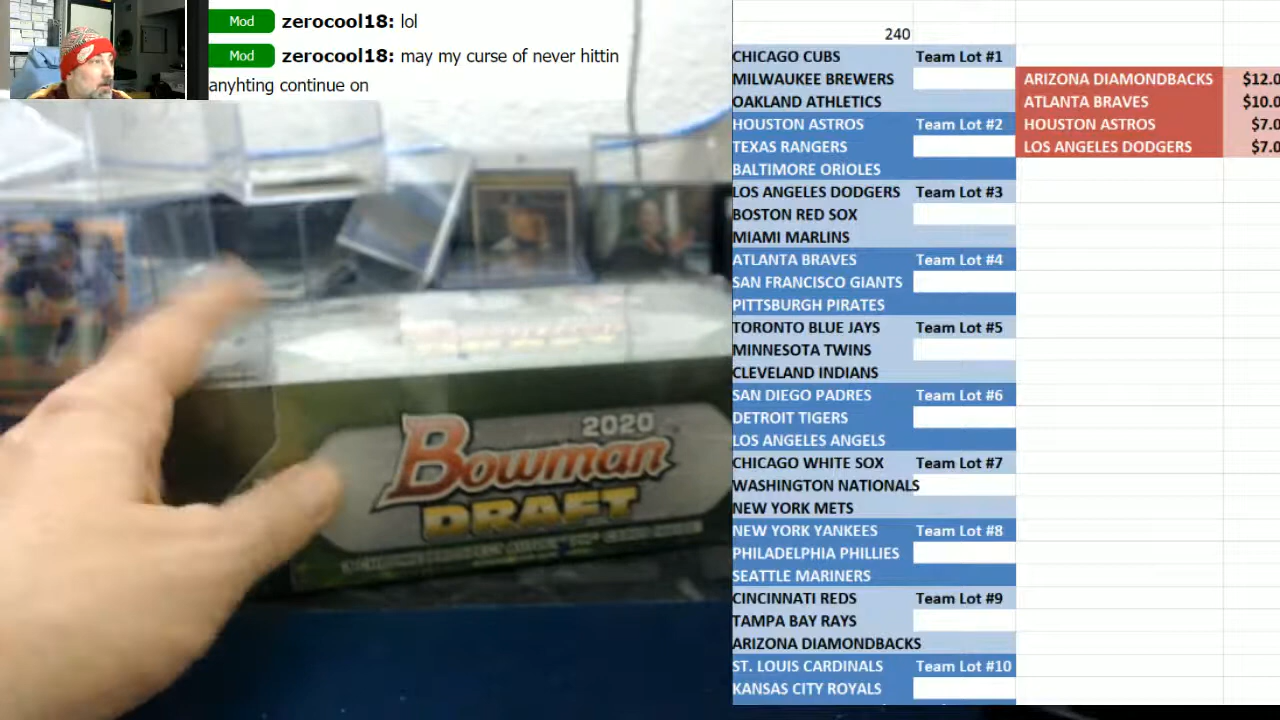 Mod zerocool18: lol
Mod zerocool18: may my curse of never hittin
anyhting continue on
2020
Bowman
DRAFT
240
CHICAGO CUBS Team Lot #1
MILWAUKEE BREWERS
OAKLAND ATHLETICS
HOUSTON ASTROS Team Lot #2
TEXAS RANGERS
BALTIMORE ORIOLES
LOS ANGELES DODGERS Team Lot #3
BOSTON RED SOX
MIAMI MARLINS
ATLANTA BRAVES Team Lot #4
SAN FRANCISCO GIANTS
PITTSBURGH PIRATES
TORONTO BLUE JAYS Team Lot #5
MINNESOTA TWINS
CLEVELAND INDIANS
SAN DIEGO PADRES Team Lot #6
DETROIT TIGERS
LOS ANGELES ANGELS
CHICAGO WHITE SOX Team Lot #7
WASHINGTON NATIONALS
NEW YORK METS
NEW YORK YANKEES Team Lot #8
PHILADELPHIA PHILLIES
SEATTLE MARINERS
CINCINNATI REDS Team Lot #9
TAMPA BAY RAYS
ARIZONA DIAMONDBACKS
ST. LOUIS CARDINALS Team Lot #10
KANSAS CITY ROYALS
ARIZONA DIAMONDBACKS $12.0
ATLANTA BRAVES $10.0
HOUSTON ASTROS $7.0
LOS ANGELES DODGERS $7.0